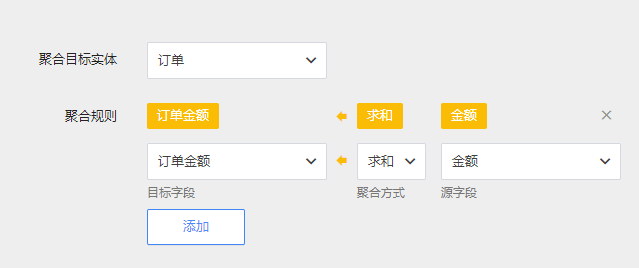 聚合目标实体 订单
聚合规则 订单金额 求和 金额
订单金额 求和 金额
目标字段 聚合方式 源字段
添加